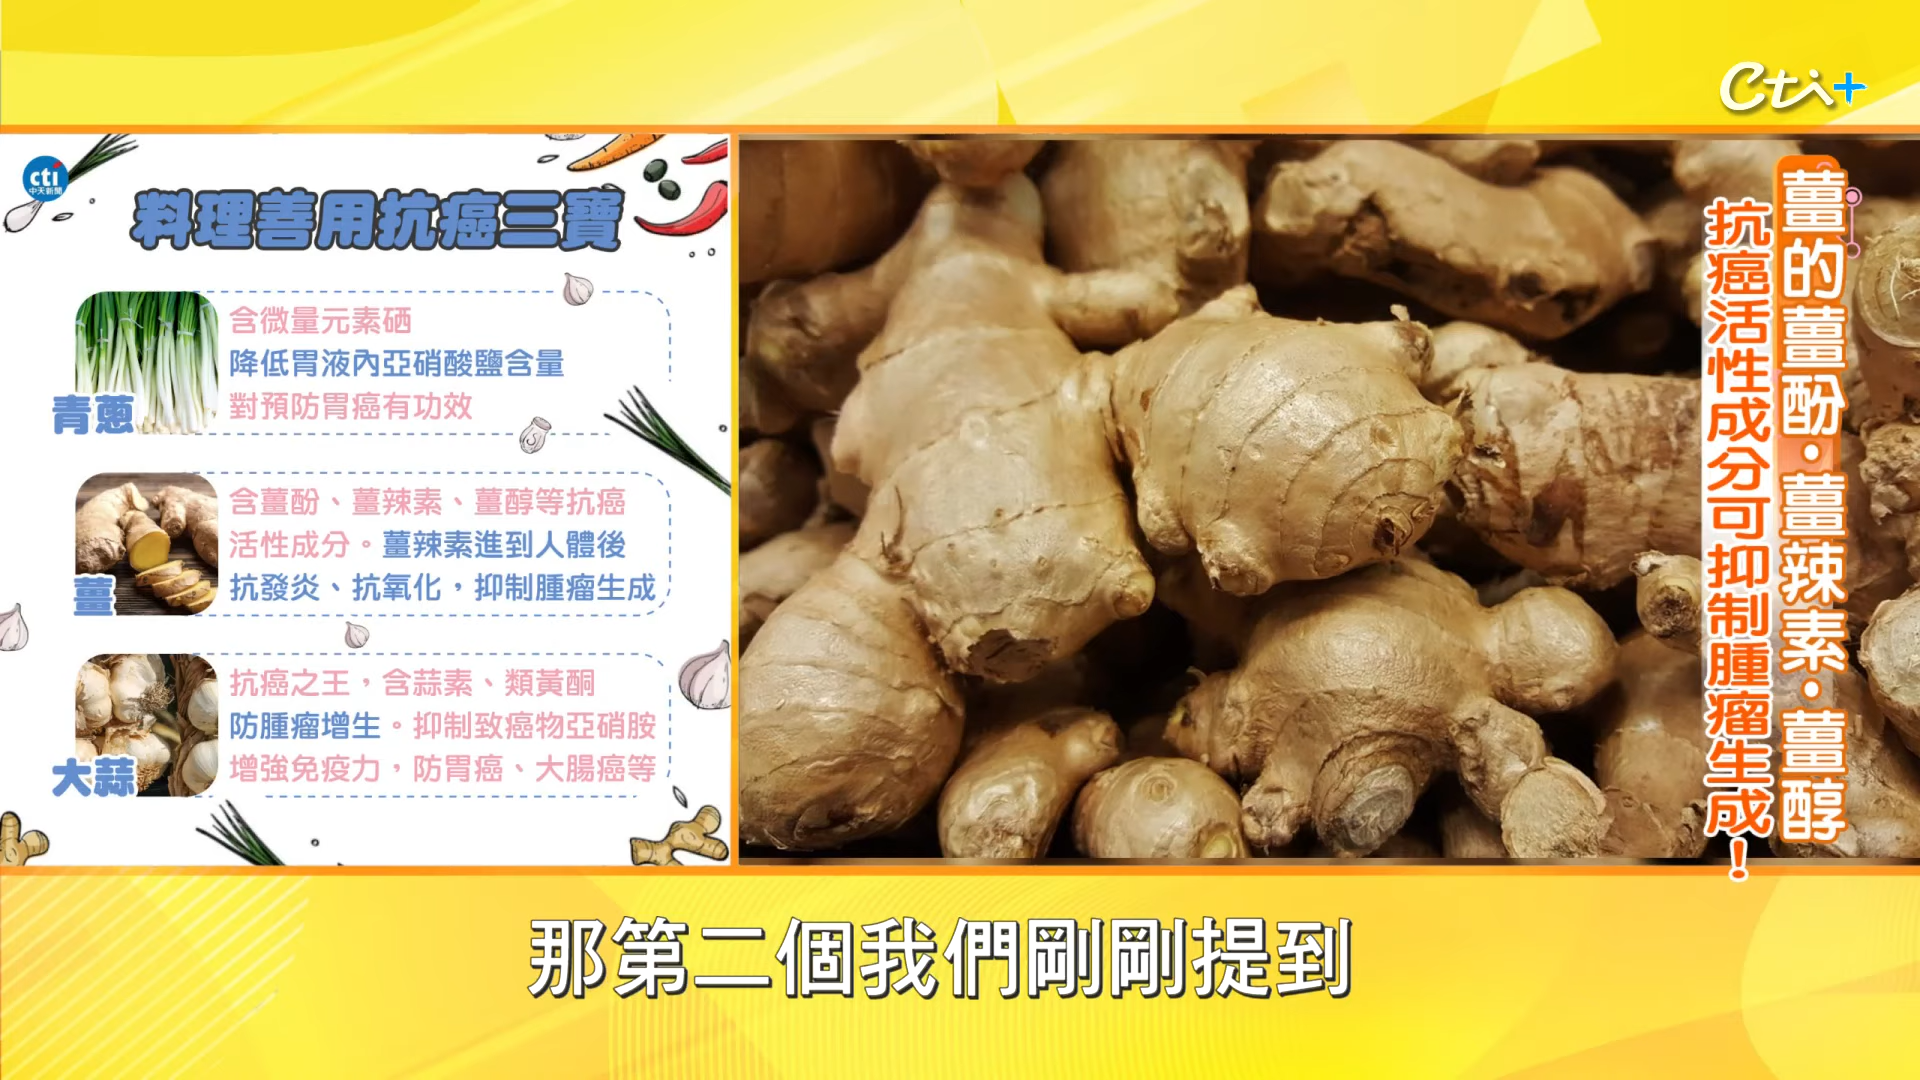 Cti+
cti
中天新聞
料理善用抗癌三寶
青蔥
含微量元素硒
降低胃液內亞硝酸鹽含量
對預防胃癌有功效
薑
含薑酚、薑辣素、薑醇等抗癌
活性成分。薑辣素進到人體後
抗發炎、抗氧化，抑制腫瘤生成
大蒜
抗癌之王，含蒜素、類黃酮
防腫瘤增生。抑制致癌物亞硝胺
增強免疫力，防胃癌、大腸癌等
薑的薑酚·薑辣素·薑醇
抗癌活性成分可抑制腫瘤生成！
那第二個我們剛剛提到